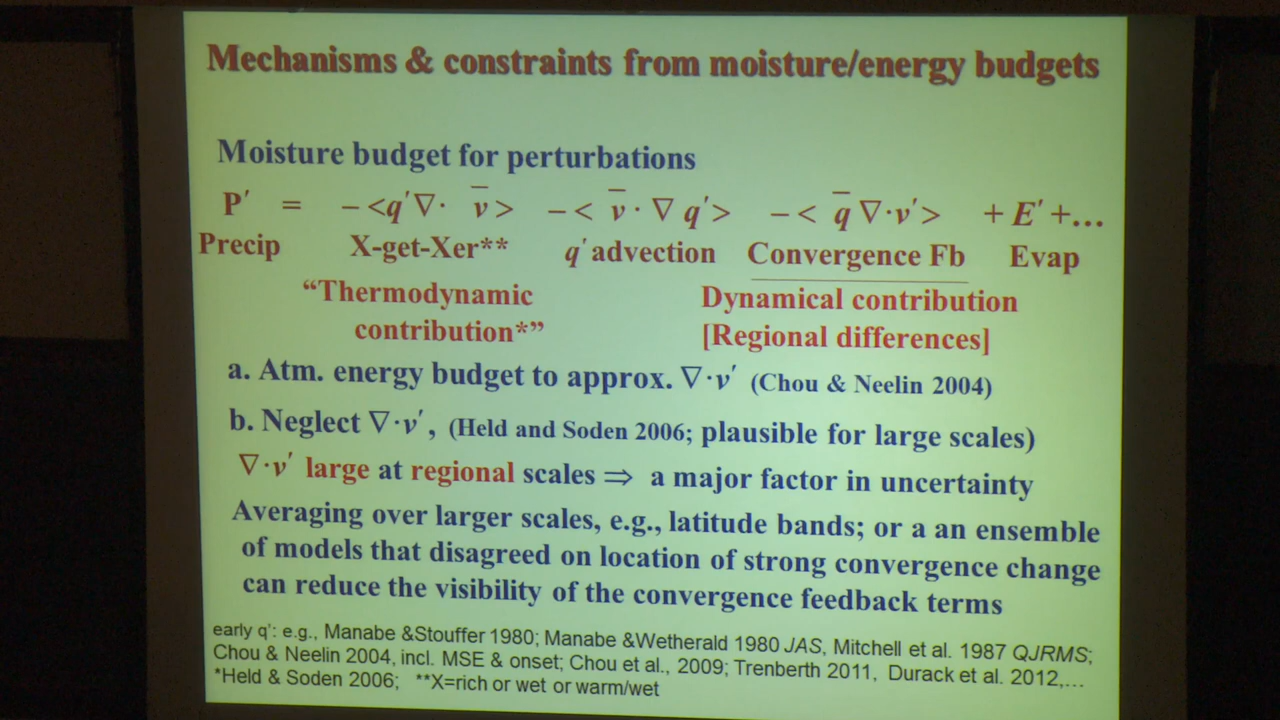 Mechanisms & constraints from moisture/energy budgets
Moisture budget for perturbations
P′ = −<q′∇· v̄> −< v̄ · ∇ q′> −< q̄ ∇·v′> + E′ +…
Precip X-get-Xer** q′ advection Convergence Fb Evap
“Thermodynamic Dynamical contribution
contribution*” [Regional differences]
a. Atm. energy budget to approx. ∇·v′ (Chou & Neelin 2004)
b. Neglect ∇·v′, (Held and Soden 2006; plausible for large scales)
∇·v′ large at regional scales ⇒ a major factor in uncertainty
Averaging over larger scales, e.g., latitude bands; or a an ensemble
of models that disagreed on location of strong convergence change
can reduce the visibility of the convergence feedback terms
early q’: e.g., Manabe &Stouffer 1980; Manabe &Wetherald 1980 JAS, Mitchell et al. 1987 QJRMS;
Chou & Neelin 2004, incl. MSE & onset; Chou et al., 2009; Trenberth 2011, Durack et al. 2012,…
*Held & Soden 2006; **X=rich or wet or warm/wet